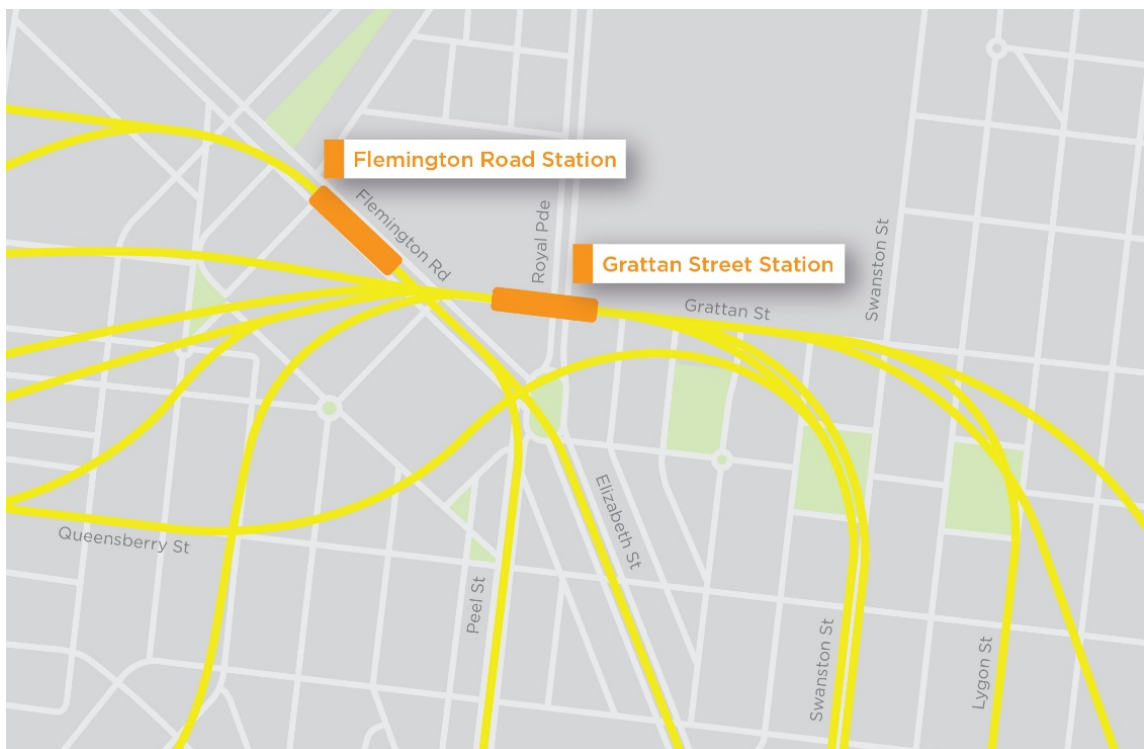 Flemington Road Station
Flemington Rd
Royal Pde
Grattan Street Station
Swanston St
Grattan St
Elizabeth St
Queensberry St
Peel St
Swanston St
Lygon St